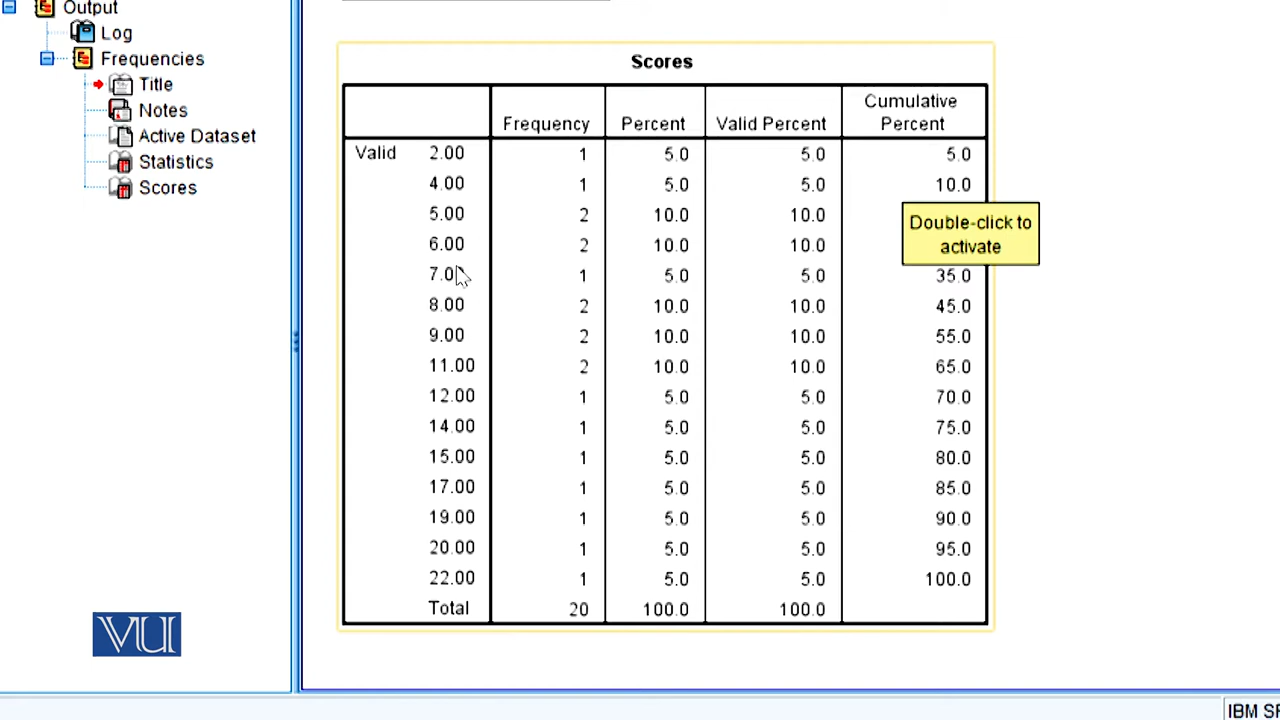 Output
Log
Frequencies
Title
Notes
Active Dataset
Statistics
Scores
Scores
Frequency Percent Valid Percent Cumulative Percent
Valid 2.00 1 5.0 5.0 5.0
4.00 1 5.0 5.0 10.0
5.00 2 10.0 10.0
6.00 2 10.0 10.0
Double-click to
activate
7.0 1 5.0 5.0 35.0
8.00 2 10.0 10.0 45.0
9.00 2 10.0 10.0 55.0
11.00 2 10.0 10.0 65.0
12.00 1 5.0 5.0 70.0
14.00 1 5.0 5.0 75.0
15.00 1 5.0 5.0 80.0
17.00 1 5.0 5.0 85.0
19.00 1 5.0 5.0 90.0
20.00 1 5.0 5.0 95.0
22.00 1 5.0 5.0 100.0
Total 20 100.0 100.0
VU
IBM